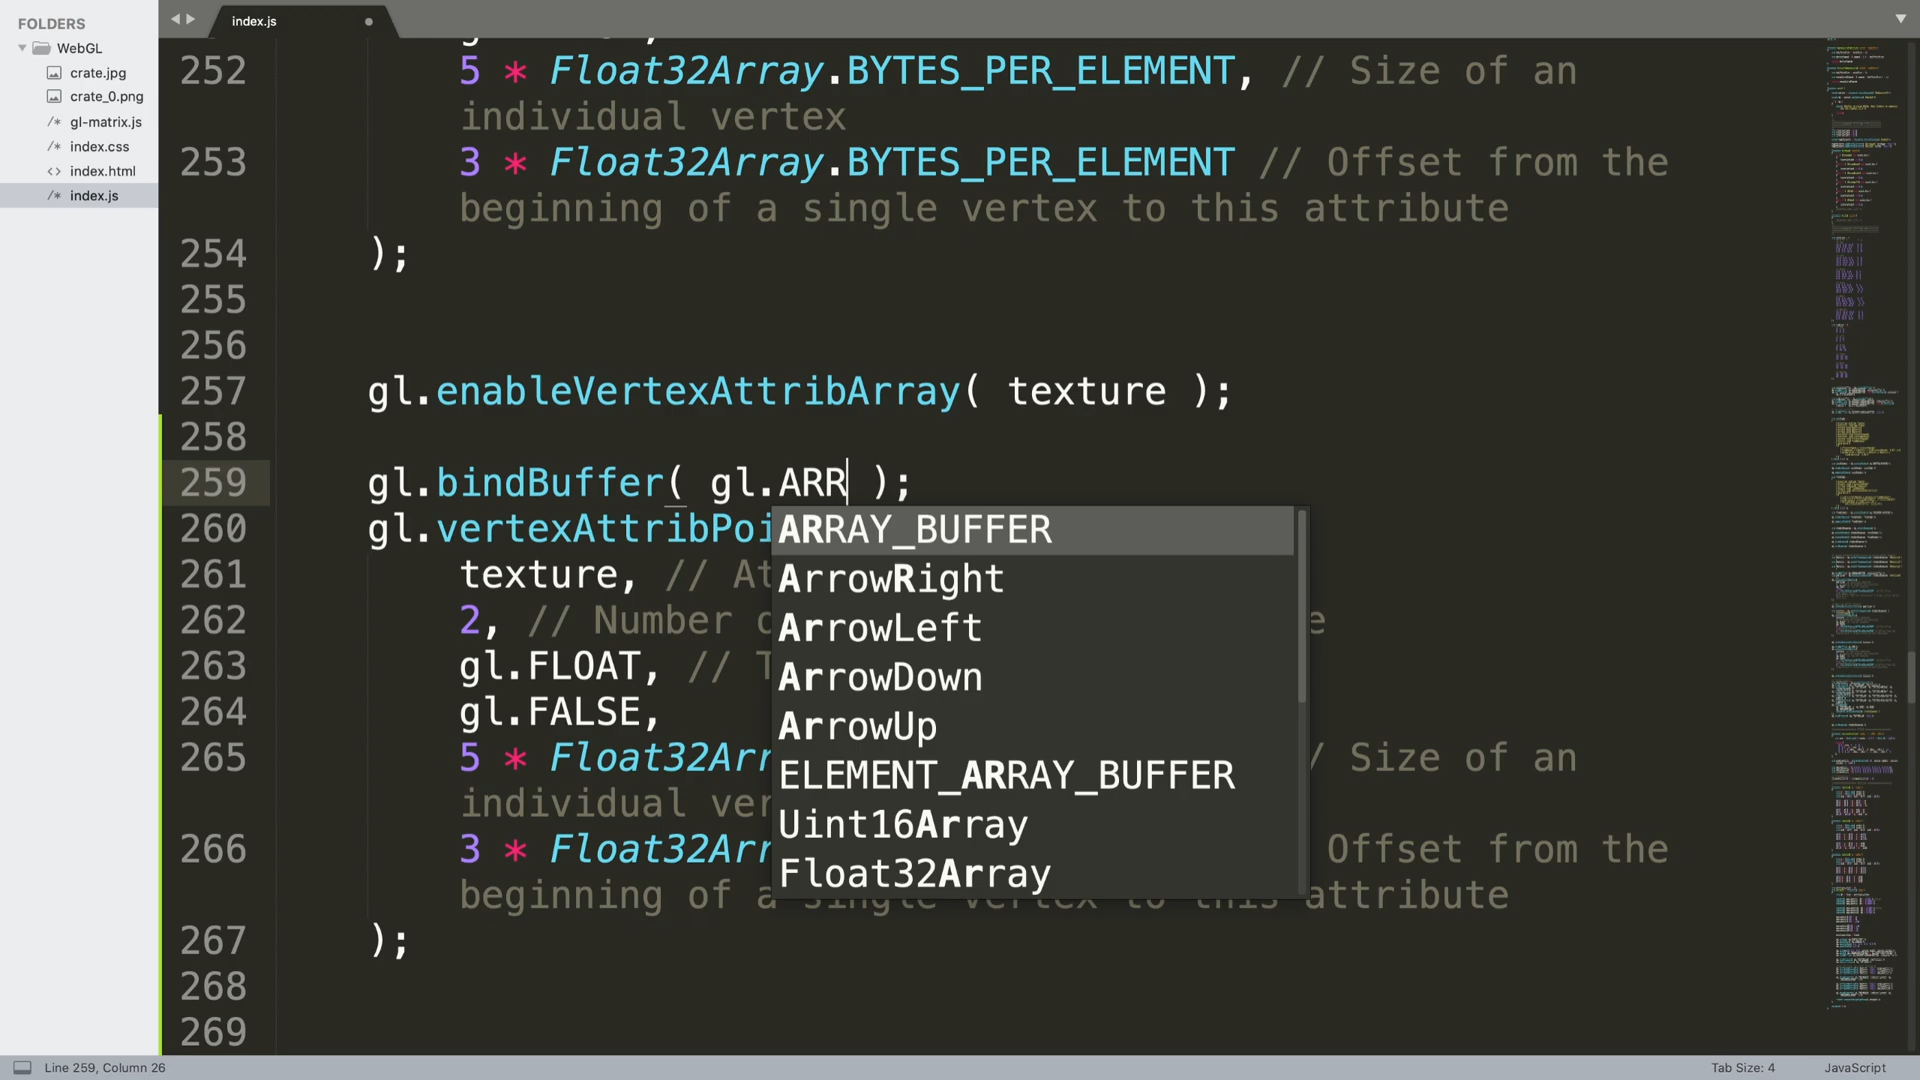 FOLDERS
WebGL
crate.jpg
crate_0.png
/* gl-matrix.js
/* index.css
<> index.html
/* index.js
index.js
252 5 * Float32Array.BYTES_PER_ELEMENT, // Size of an
individual vertex
253 3 * Float32Array.BYTES_PER_ELEMENT // Offset from the
beginning of a single vertex to this attribute
254 );
255
256
257 gl.enableVertexAttribArray( texture );
258
259 gl.bindBuffer( gl.ARR );
260 gl.vertexAttribPoi
ARRAY_BUFFER
ArrowRight
ArrowLeft
ArrowDown
ArrowUp
ELEMENT_ARRAY_BUFFER
Uint16Array
Float32Array
261 texture, // At
262 2, // Number
263 gl.FLOAT, // T
264 gl.FALSE,
265 5 * Float32Arr / Size of an
individual ver
266 3 * Float32Arr Offset from the
beginning of a single vertex to this attribute
267 );
268
269
Line 259, Column 26
Tab Size: 4
JavaScript